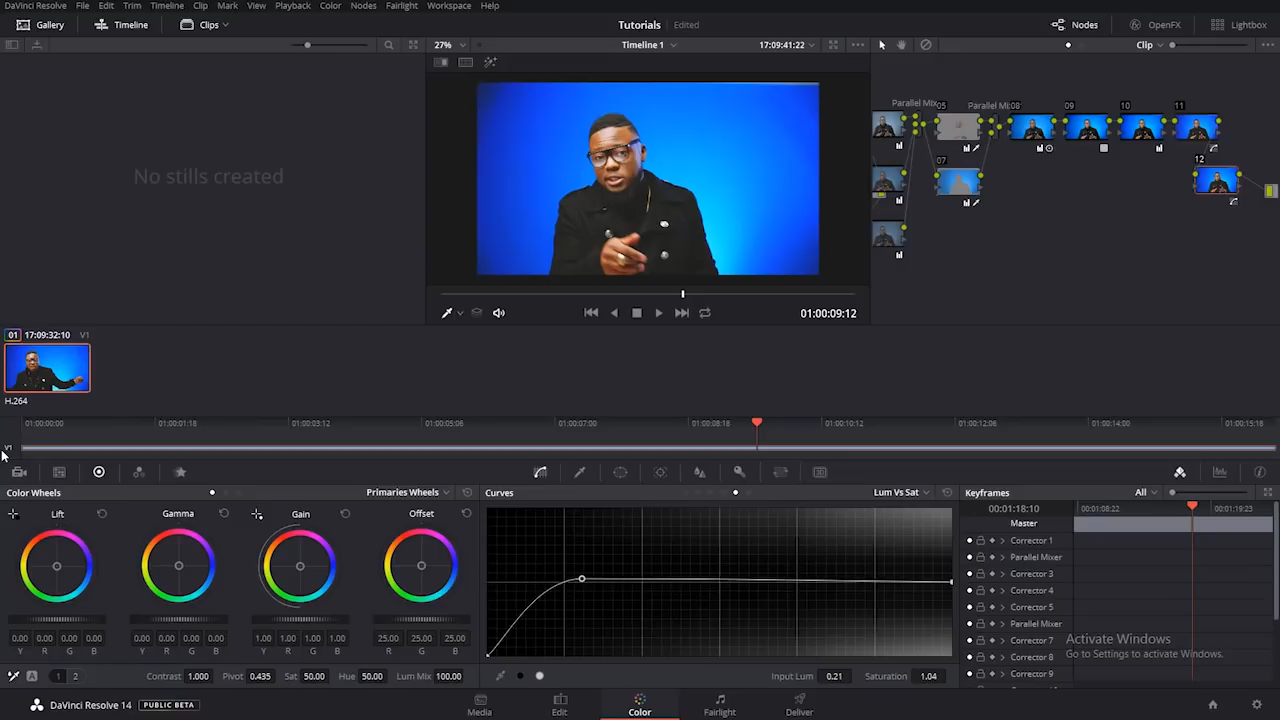 DaVinci Resolve File Edit Trim Timeline Clip Mark View Playback Color Nodes Fairlight Workspace Help
Gallery Timeline Clips Tutorials Edited Nodes OpenFX Lightbox
27% Timeline 1 17:09:41:22 Clip
No stills created
Parallel Mix 05 Parallel Mi 08 09 10 11
07 12
01:00:09:12
01 17:09:32:10 V1
H.264
01:00:00:00 01:00:01:18 01:00:03:12 01:00:05:06 01:00:07:00 01:00:08:18 01:00:10:12 01:00:12:06 01:00:14:00 01:00:15:18
V1
Color Wheels Primaries Wheels Curves Lum Vs Sat Keyframes All
Lift Gamma Gain Offset
00:01:18:10 00:01:08:22 00:01:19:23
Master
Corrector 1
Parallel Mixer
Corrector 3
Corrector 4
Corrector 5
Parallel Mixer
Corrector 7
Corrector 8
Corrector 9
0.00 0.00 0.00 0.00 0.00 0.00 0.00 0.00 1.00 1.00 1.00 1.00 25.00 25.00 25.00
Y R G B Y R G B Y R G B R G B
Activate Windows
Go to Settings to activate Windows.
A 1 2 Contrast 1.000 Pivot 0.435 Sat 50.00 Hue 50.00 Lum Mix 100.00 Input Lum 0.21 Saturation 1.04
DaVinci Resolve 14 PUBLIC BETA Media Edit Color Fairlight Deliver